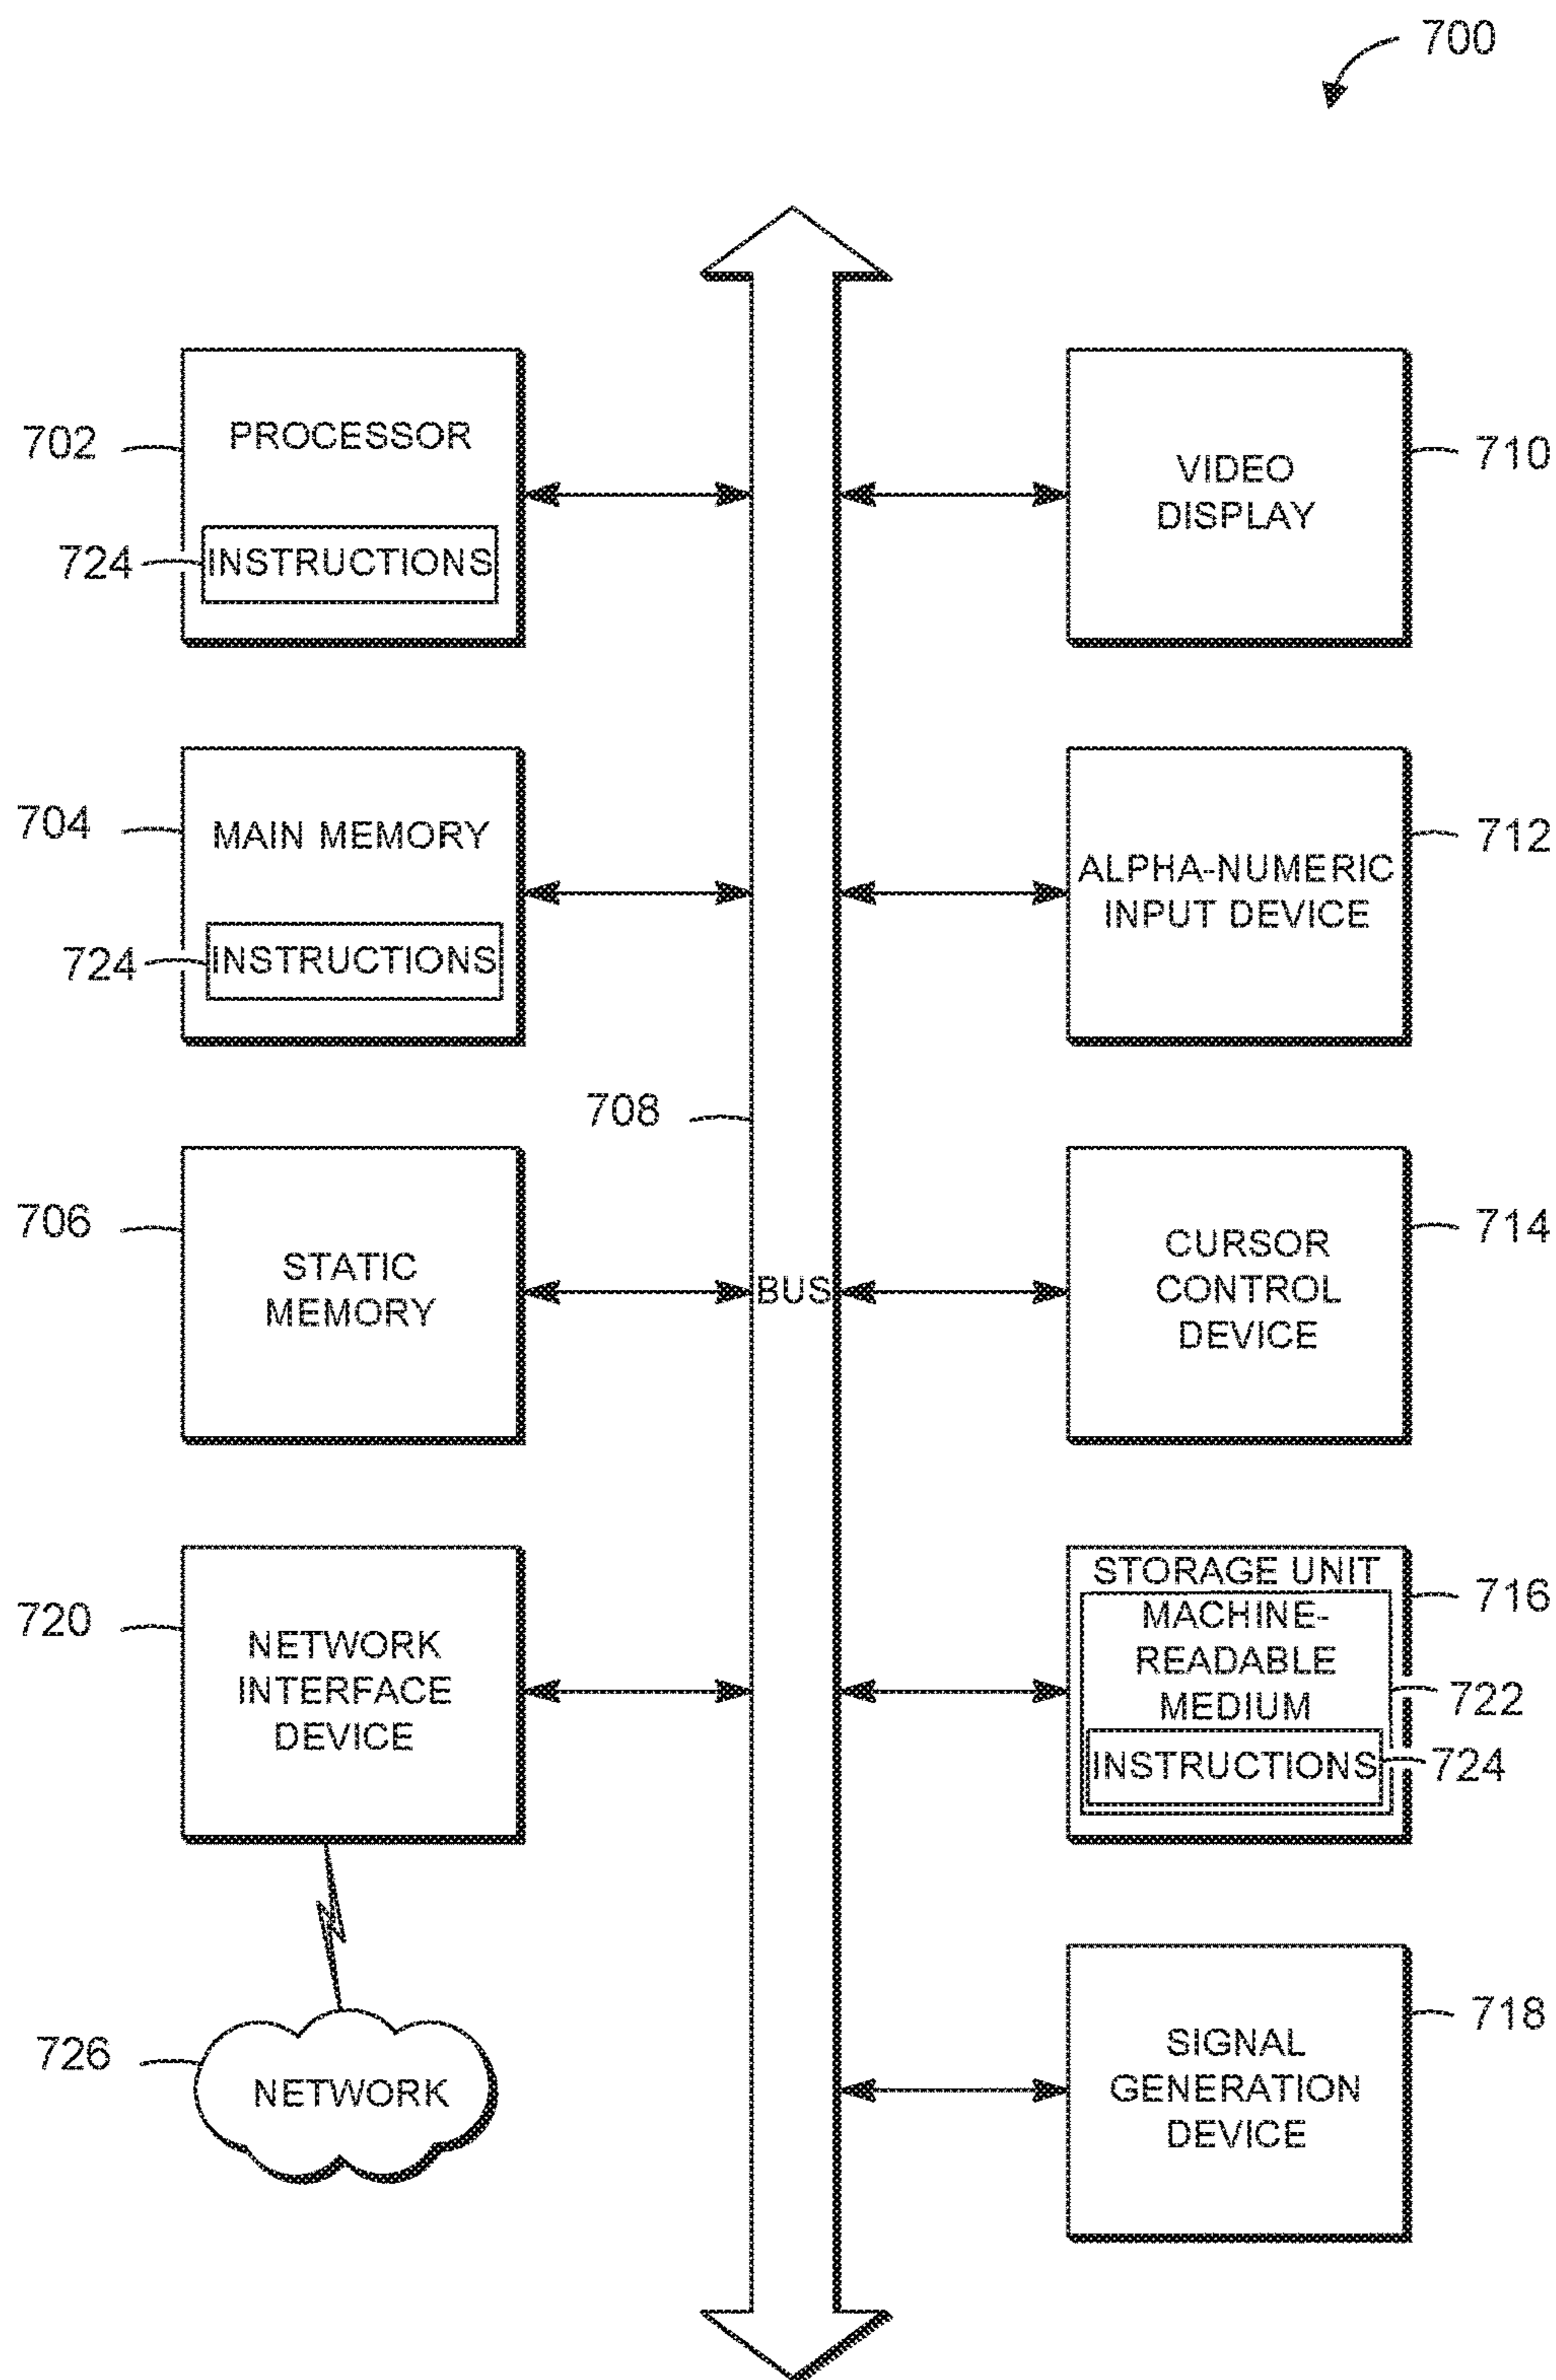 700
702
PROCESSOR
724
INSTRUCTIONS
704
MAIN MEMORY
724
INSTRUCTIONS
706
STATIC
MEMORY
720
NETWORK
INTERFACE
DEVICE
726
NETWORK
708
BUS
VIDEO
DISPLAY
710
ALPHA-NUMERIC
INPUT DEVICE
712
CURSOR
CONTROL
DEVICE
714
STORAGE UNIT
716
MACHINE-
READABLE
MEDIUM
722
INSTRUCTIONS
724
SIGNAL
GENERATION
DEVICE
718